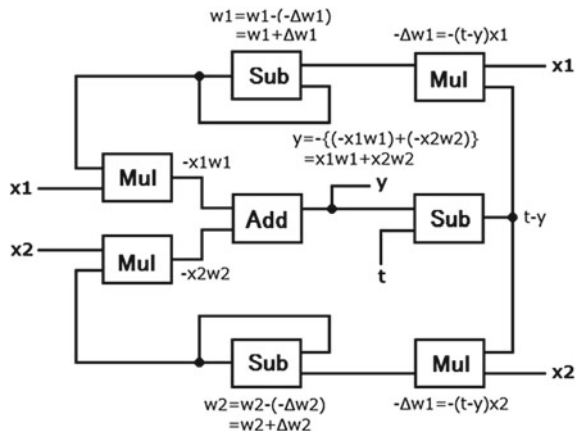 w1=w1-(-Δw1)
=w1+Δw1
-Δw1=-(t-y)x1
Sub
Mul
x1
y=-{(-x1w1)+(-x2w2)}
=x1w1+x2w2
-x1w1
Mul
x1
y
Add
Sub
t-y
x2
Mul
t
-x2w2
Sub
Mul
x2
w2=w2-(-Δw2)
=w2+Δw2
-Δw1=-(t-y)x2